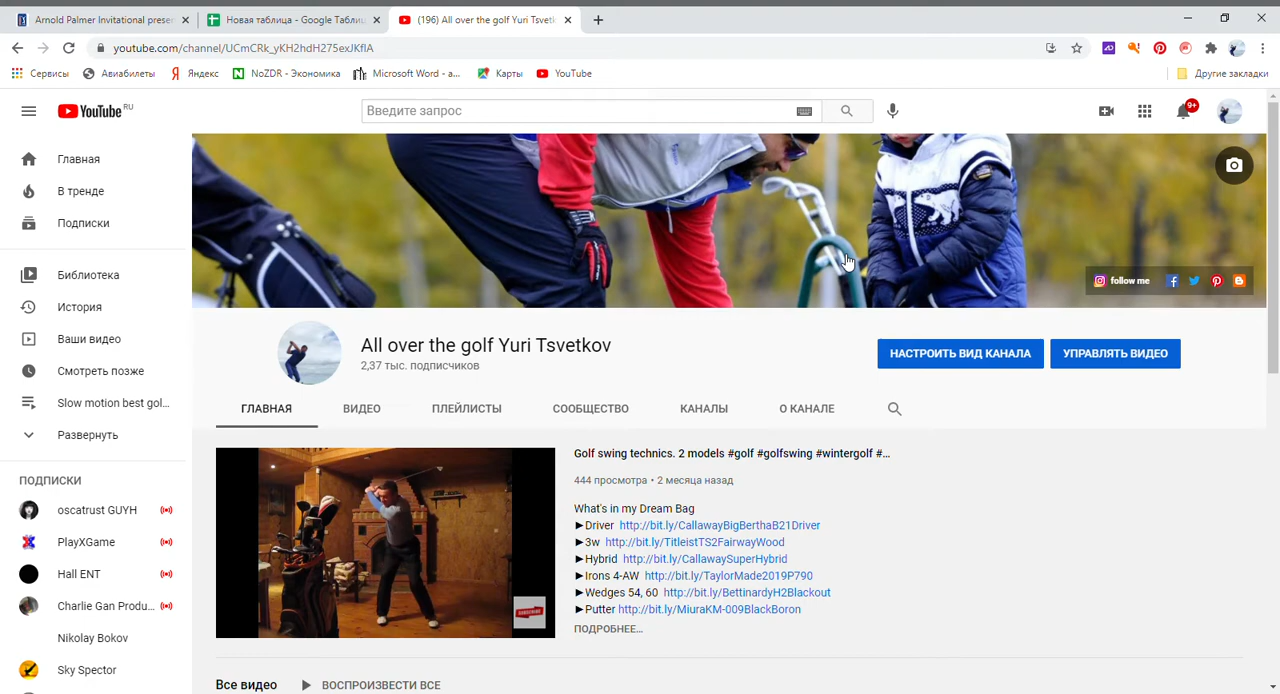 Arnold Palmer Invitational prese
Новая таблица - Google Таблиц
(196) All over the golf Yuri Tsvetk
youtube.com/channel/UCmCRk_yKH2hdH275exJKflA
Сервисы
Авиабилеты
Яндекс
NoZDR - Экономика
Microsoft Word - a...
Карты
YouTube
Другие закладки
YouTube RU
Введите запрос
9+
Главная
В тренде
Подписки
Библиотека
История
Ваши видео
Смотреть позже
Slow motion best gol...
Развернуть
ПОДПИСКИ
oscatrust GUYH
PlayXGame
Hall ENT
Charlie Gan Produ...
Nikolay Bokov
Sky Spector
follow me
All over the golf Yuri Tsvetkov
2,37 тыс. подписчиков
НАСТРОИТЬ ВИД КАНАЛА
УПРАВЛЯТЬ ВИДЕО
ГЛАВНАЯ
ВИДЕО
ПЛЕЙЛИСТЫ
СООБЩЕСТВО
КАНАЛЫ
О КАНАЛЕ
Golf swing technics. 2 models #golf #golfswing #wintergolf #...
444 просмотра • 2 месяца назад
What's in my Dream Bag
►Driver http://bit.ly/CallawayBigBerthaB21Driver
►3w http://bit.ly/TitleistTS2FairwayWood
►Hybrid http://bit.ly/CallawaySuperHybrid
►Irons 4-AW http://bit.ly/TaylorMade2019P790
►Wedges 54, 60 http://bit.ly/BettinardyH2Blackout
►Putter http://bit.ly/MiuraKM-009BlackBoron
ПОДРОБНЕЕ...
Все видео
ВОСПРОИЗВЕСТИ ВСЕ